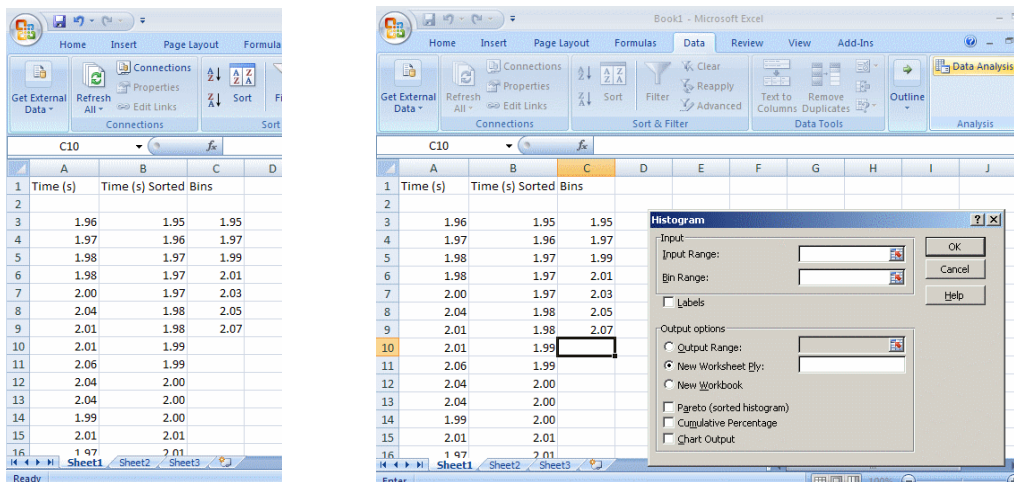 Home Insert Page Layout Formula
Connections
Properties
Edit Links
Get External Data
Refresh All
Sort
Connections
Sort
C10
fx
A B C D
1 Time (s) Time (s) Sorted Bins
2
3 1.96 1.95 1.95
4 1.97 1.96 1.97
5 1.98 1.97 1.99
6 1.98 1.97 2.01
7 2.00 1.97 2.03
8 2.04 1.98 2.05
9 2.01 1.98 2.07
10 2.01 1.99
11 2.06 1.99
12 2.04 2.00
13 2.04 2.00
14 1.99 2.00
15 2.01 2.01
16 1.97 2.01
Sheet1 Sheet2 Sheet3
Ready
Book1 - Microsoft Excel
Home Insert Page Layout Formulas Data Review View Add-Ins
Connections
Properties
Edit Links
Get External Data
Refresh All
Sort
Filter
Clear
Reapply
Advanced
Text to Columns
Remove Duplicates
Outline
Data Analysis
Connections
Sort & Filter
Data Tools
Analysis
C10
fx
A B C D E F G H I J
1 Time (s) Time (s) Sorted Bins
2
3 1.96 1.95 1.95
4 1.97 1.96 1.97
5 1.98 1.97 1.99
6 1.98 1.97 2.01
7 2.00 1.97 2.03
8 2.04 1.98 2.05
9 2.01 1.98 2.07
10 2.01 1.99
11 2.06 1.99
12 2.04 2.00
13 2.04 2.00
14 1.99 2.00
15 2.01 2.01
16 1.97 2.01
Sheet1 Sheet2 Sheet3
Enter
100%
Histogram
Input
Input Range:
Bin Range:
Labels
OK
Cancel
Help
Output options
Output Range:
New Worksheet Ply:
New Workbook
Pareto (sorted histogram)
Cumulative Percentage
Chart Output